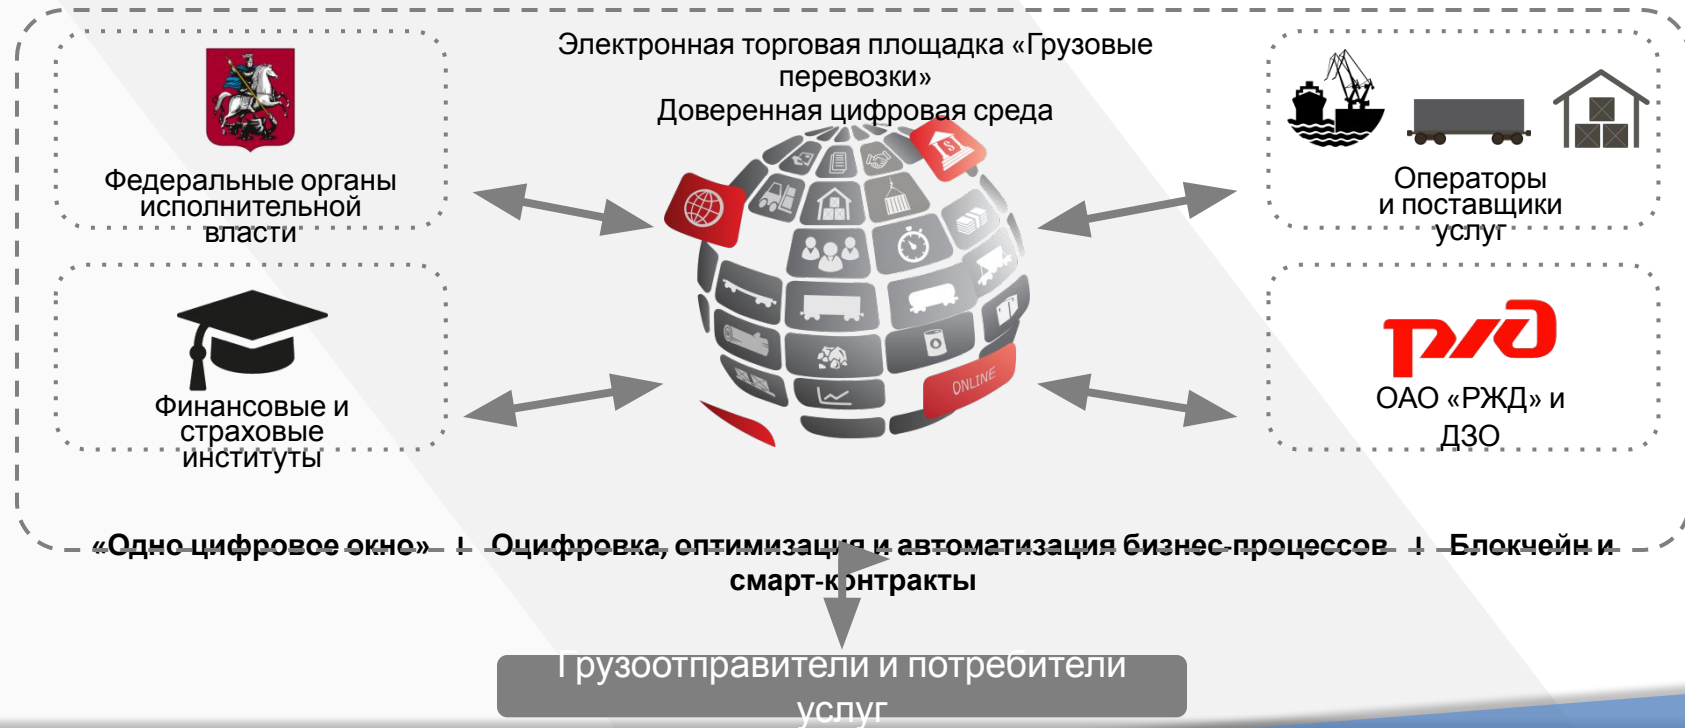 Электронная торговая площадка «Грузовые
перевозки»
Доверенная цифровая среда
Федеральные органы
исполнительной
власти
Операторы
и поставщики
услуг
Финансовые и
страховые
институты
ONLINE
ржд
ОАО «РЖД» и
ДЗО
«Одно цифровое окно» I Оцифровка, оптимизация и автоматизация бизнес-процессов I Блокчейн и
смарт-контракты
Грузоотправители и потребители
услуг